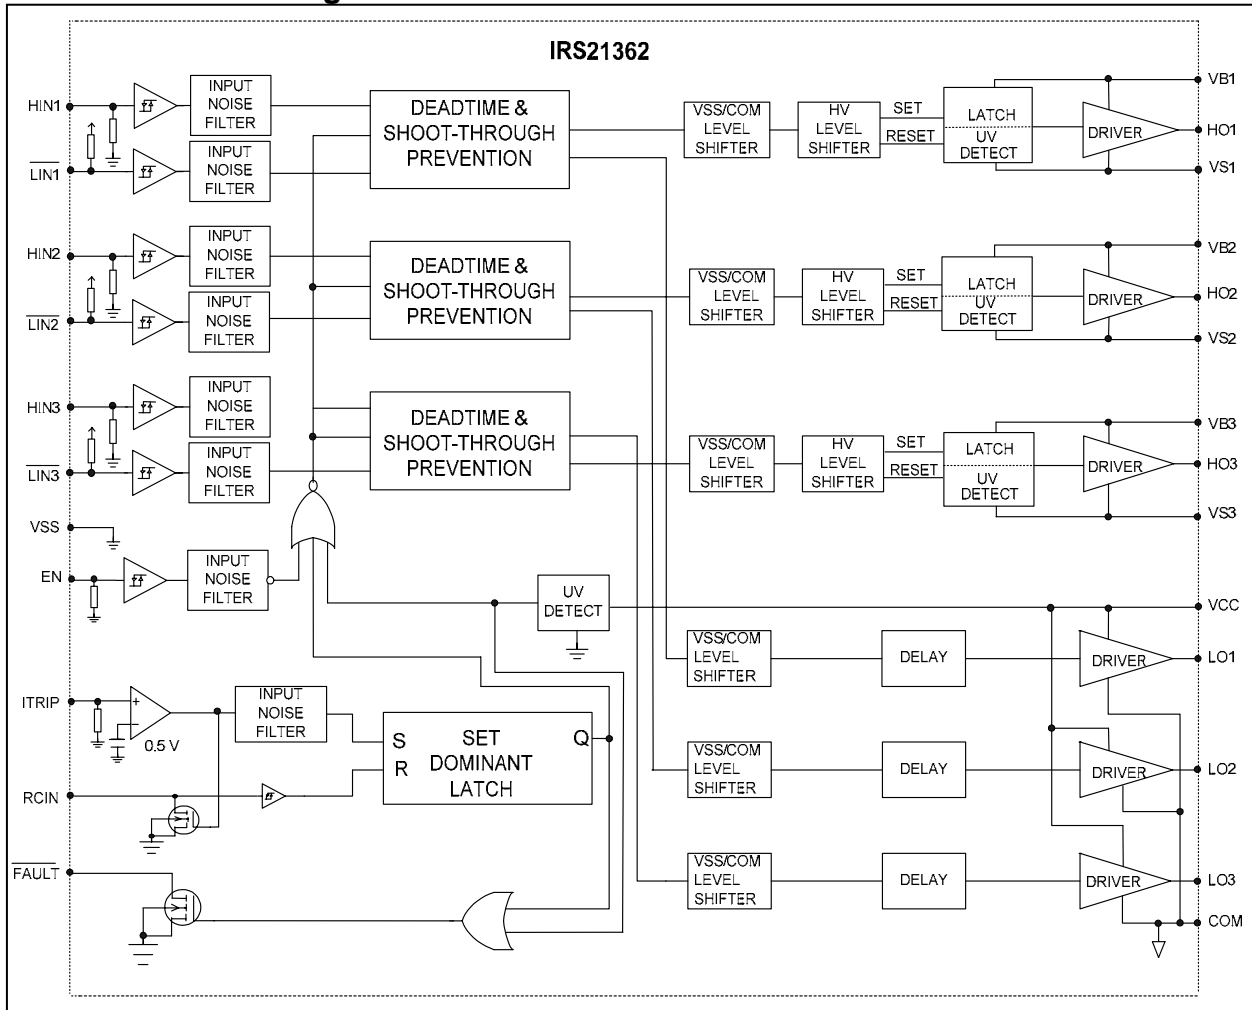 IRS21362
HIN1
INPUT
NOISE
FILTER
DEADTIME &
SHOOT-THROUGH
PREVENTION
VSS/COM
LEVEL
SHIFTER
HV
LEVEL
SHIFTER
SET
RESET
LATCH
UV
DETECT
DRIVER
VB1
HO1
VS1
LIN1
INPUT
NOISE
FILTER
HIN2
INPUT
NOISE
FILTER
DEADTIME &
SHOOT-THROUGH
PREVENTION
VSS/COM
LEVEL
SHIFTER
HV
LEVEL
SHIFTER
SET
RESET
LATCH
UV
DETECT
DRIVER
VB2
HO2
VS2
LIN2
INPUT
NOISE
FILTER
HIN3
INPUT
NOISE
FILTER
DEADTIME &
SHOOT-THROUGH
PREVENTION
VSS/COM
LEVEL
SHIFTER
HV
LEVEL
SHIFTER
SET
RESET
LATCH
UV
DETECT
DRIVER
VB3
HO3
VS3
LIN3
INPUT
NOISE
FILTER
VSS
EN
INPUT
NOISE
FILTER
UV
DETECT
VCC
VSS/COM
LEVEL
SHIFTER
DELAY
DRIVER
LO1
ITRIP
+
−
0.5 V
INPUT
NOISE
FILTER
S
R
SET
DOMINANT
LATCH
Q
VSS/COM
LEVEL
SHIFTER
DELAY
DRIVER
LO2
RCIN
FAULT
VSS/COM
LEVEL
SHIFTER
DELAY
DRIVER
LO3
COM